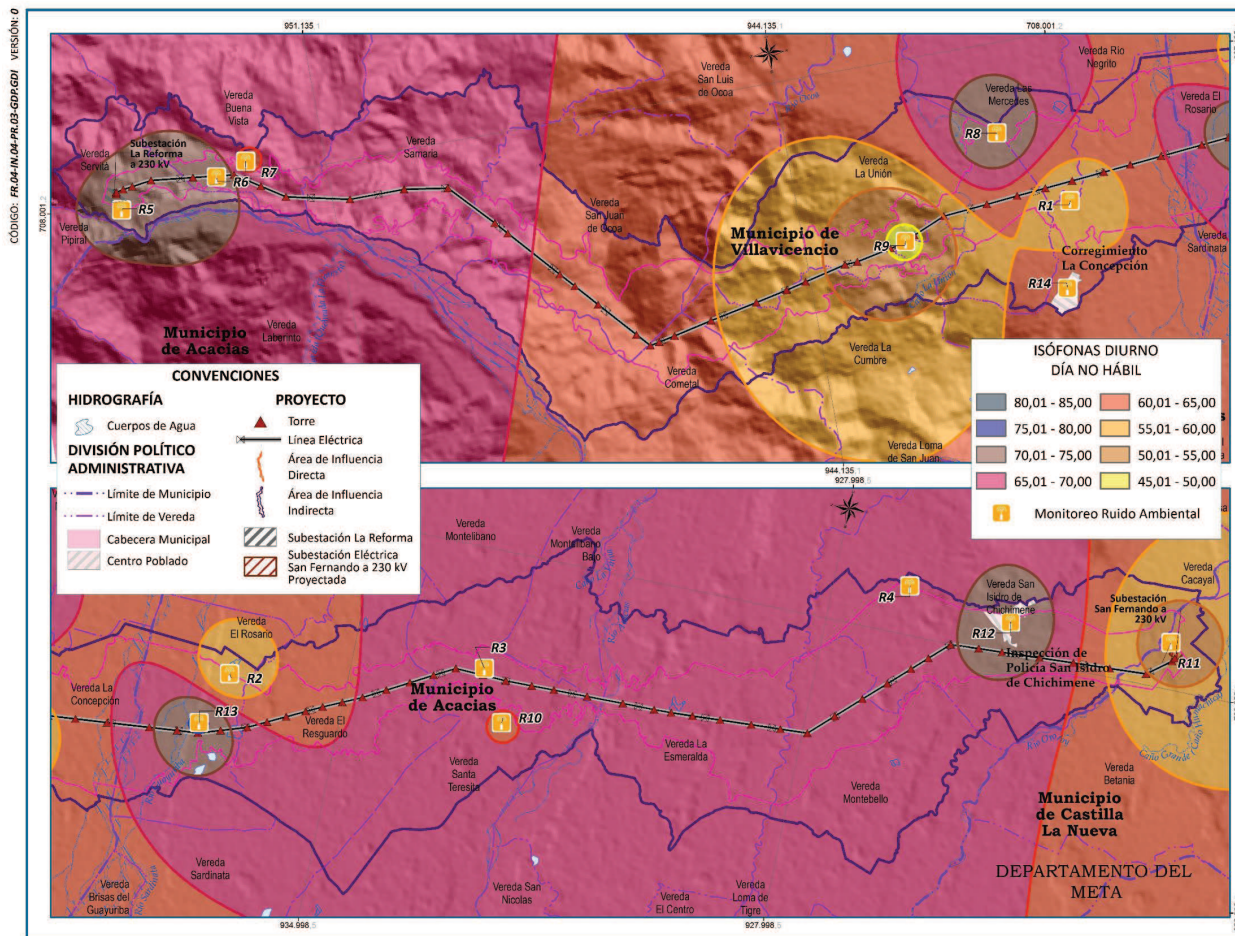 CÓDIGO: FR.04-IN.04-PR.03-GDP.GDI VERSIÓN: 0
951.135
944.135
708.001
708.001
Vereda
Buena
Vista
Vereda
Servitá
Subestación
La Reforma
a 230 kV
R7
R6
R5
Vereda
Pipiral
Vereda
Samaria
Vereda
San Luis
de Ocoa
Vereda
San Juan
de Ocoa
Municipio
de Acacias
Vereda
Laberinto
Vereda
Cometal
Vereda
La Unión
Municipio de
Villavicencio
R9
Vereda La
Cumbre
Vereda Loma
de San Juan
Vereda Las
Mercedes
R8
Vereda Río
Negrito
Vereda El
Rosario
R1
Vereda
Sardinata
Corregimiento
La Concepción
R14
ISÓFONAS DIURNO
DÍA NO HÁBIL
80,01 - 85,00
60,01 - 65,00
75,01 - 80,00
55,01 - 60,00
70,01 - 75,00
50,01 - 55,00
65,01 - 70,00
45,01 - 50,00
Monitoreo Ruido Ambiental
CONVENCIONES
HIDROGRAFÍA
Cuerpos de Agua
DIVISIÓN POLÍTICO
ADMINISTRATIVA
Límite de Municipio
Límite de Vereda
Cabecera Municipal
Centro Poblado
PROYECTO
Torre
Línea Eléctrica
Área de Influencia
Directa
Área de Influencia
Indirecta
Subestación La Reforma
Subestación Eléctrica
San Fernando a 230 kV
Proyectada
944.135
927.998
Vereda
Montelibano
Vereda
Montelibano
Bajo
Vereda
El Rosario
R2
Vereda La
Concepción
R13
Vereda El
Resguardo
R3
Municipio
de Acacias
R10
Vereda
Santa
Teresita
Vereda La
Esmeralda
Vereda
Montebello
R4
Vereda San
Isidro de
Chichimene
R12
Inspección de
Policía San Isidro
de Chichimene
Vereda
Cacayal
Subestación
San Fernando a
230 kV
R11
Vereda
Betania
Municipio
de Castilla
La Nueva
DEPARTAMENTO DEL
META
Vereda
Sardinata
Vereda
Brisas del
Guayuriba
Vereda San
Nicolas
Vereda
El Centro
Vereda
Loma de
Tigre
934.998
927.998